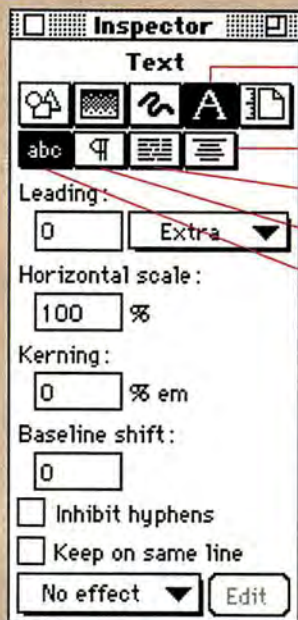 Inspector
Text
A
abc ¶
Leading:
0 Extra
Horizontal scale:
100 %
Kerning:
0 % em
Baseline shift:
0
Inhibit hyphens
Keep on same line
No effect Edit